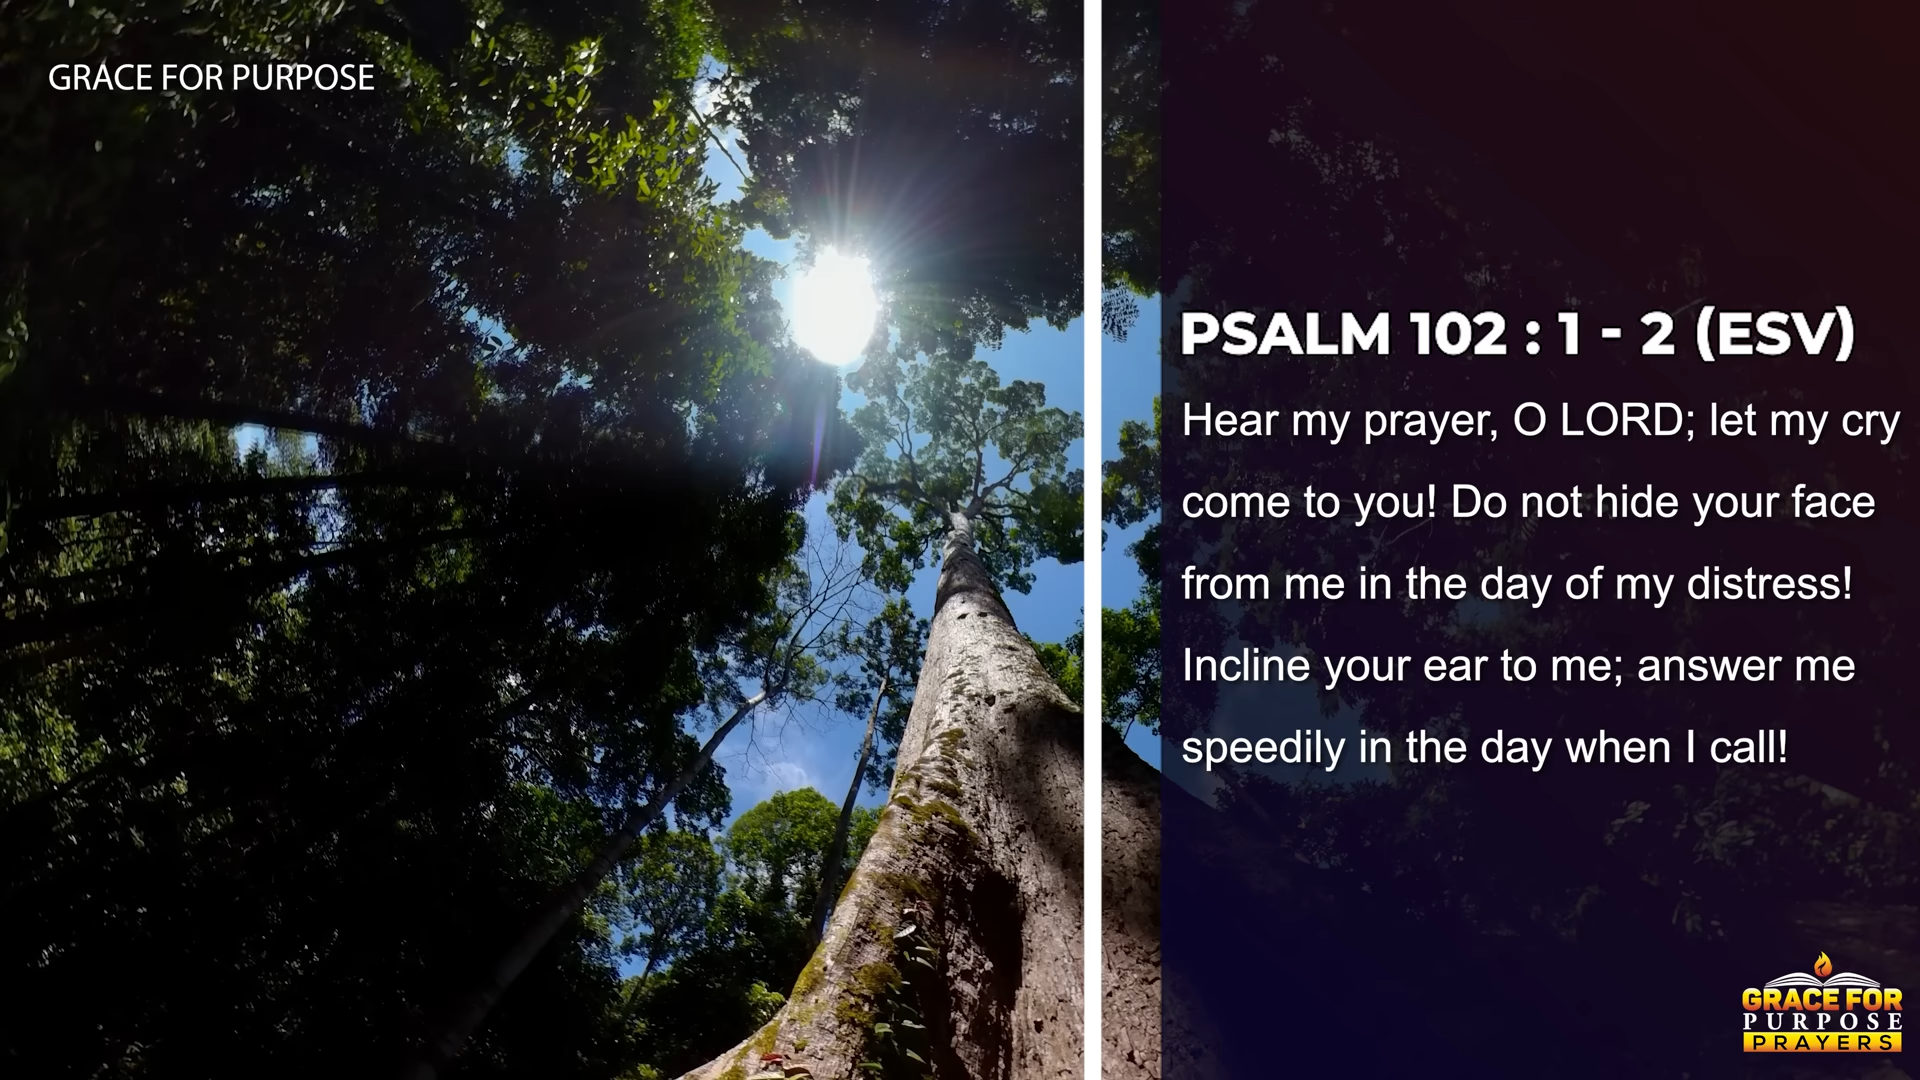 GRACE FOR PURPOSE
PSALM 102 : 1 - 2 (ESV)
Hear my prayer, O LORD; let my cry
come to you! Do not hide your face
from me in the day of my distress!
Incline your ear to me; answer me
speedily in the day when I call!
GRACE FOR
PURPOSE
PRAYERS